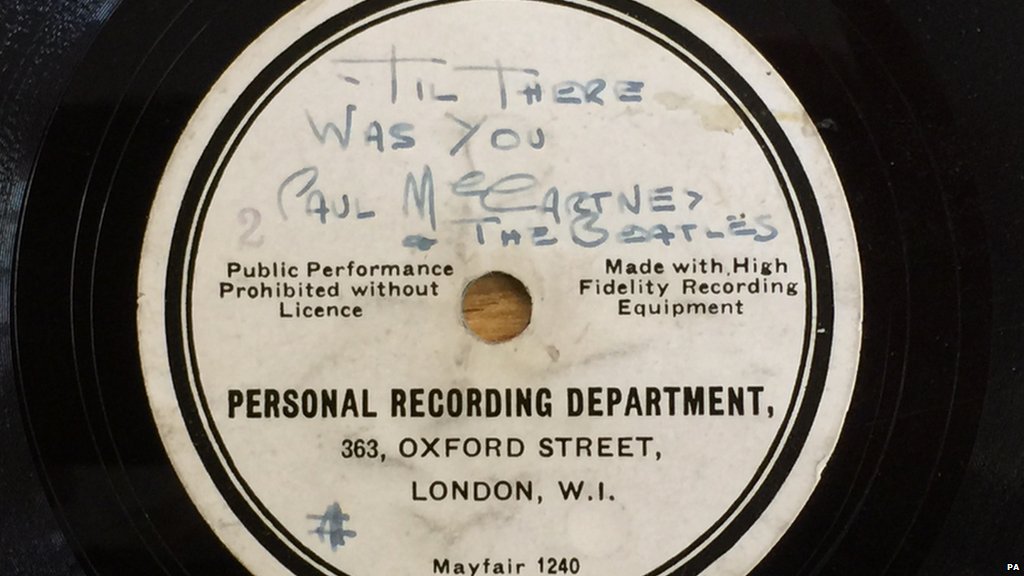 'TIL THERE
WAS YOU
PAUL McCARTNEY
& THE BEATLES
2
Public Performance
Prohibited without
Licence
Made with High
Fidelity Recording
Equipment
PERSONAL RECORDING DEPARTMENT,
363, OXFORD STREET,
LONDON, W.I.
Mayfair 1240
PA